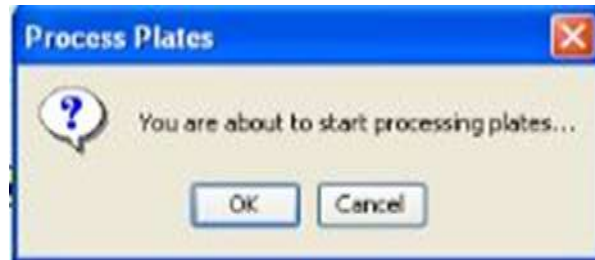 Process Plates
?
You are about to start processing plates...
OK
Cancel